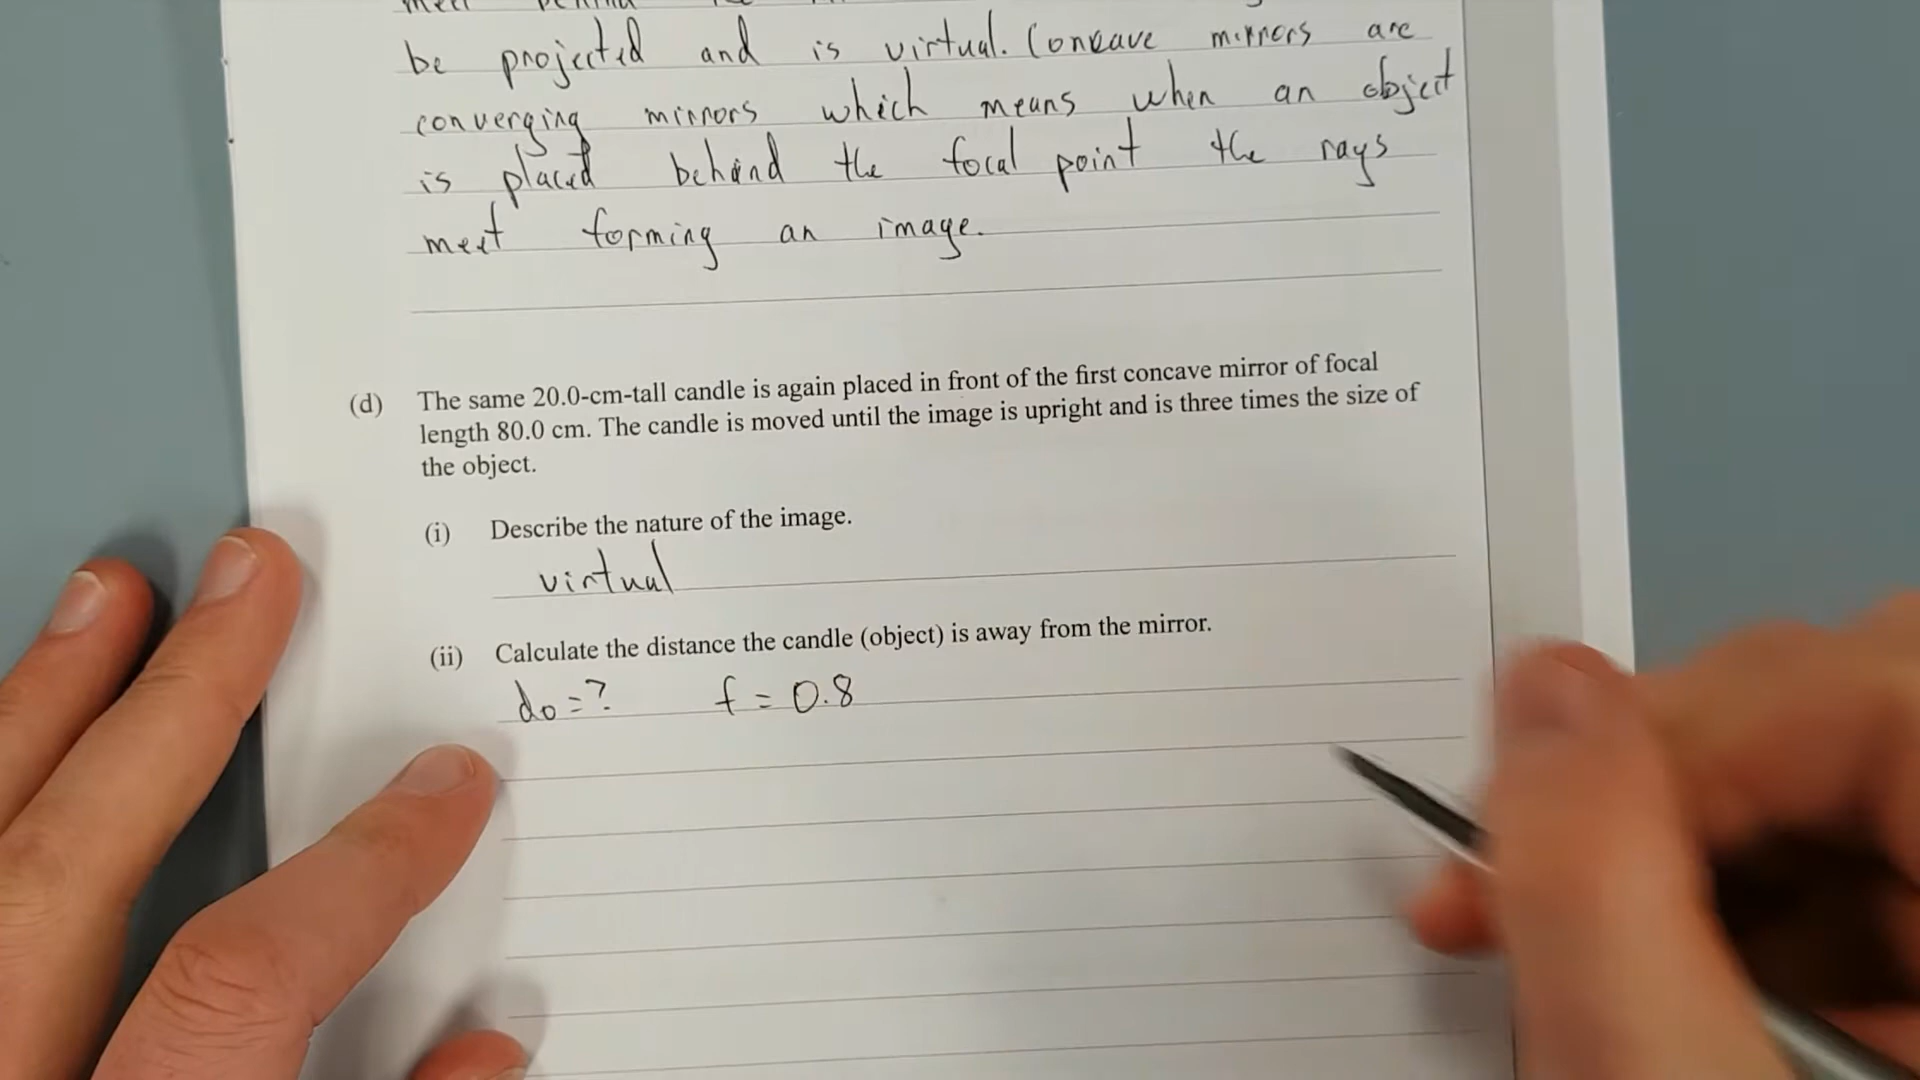 be projected and is virtual. Concave mirrors are
converging mirrors which means when an object
is placed behind the focal point the rays
meet forming an image.
(d) The same 20.0-cm-tall candle is again placed in front of the first concave mirror of focal
length 80.0 cm. The candle is moved until the image is upright and is three times the size of
the object.
(i) Describe the nature of the image.
virtual
(ii) Calculate the distance the candle (object) is away from the mirror.
do = ? f = 0.8